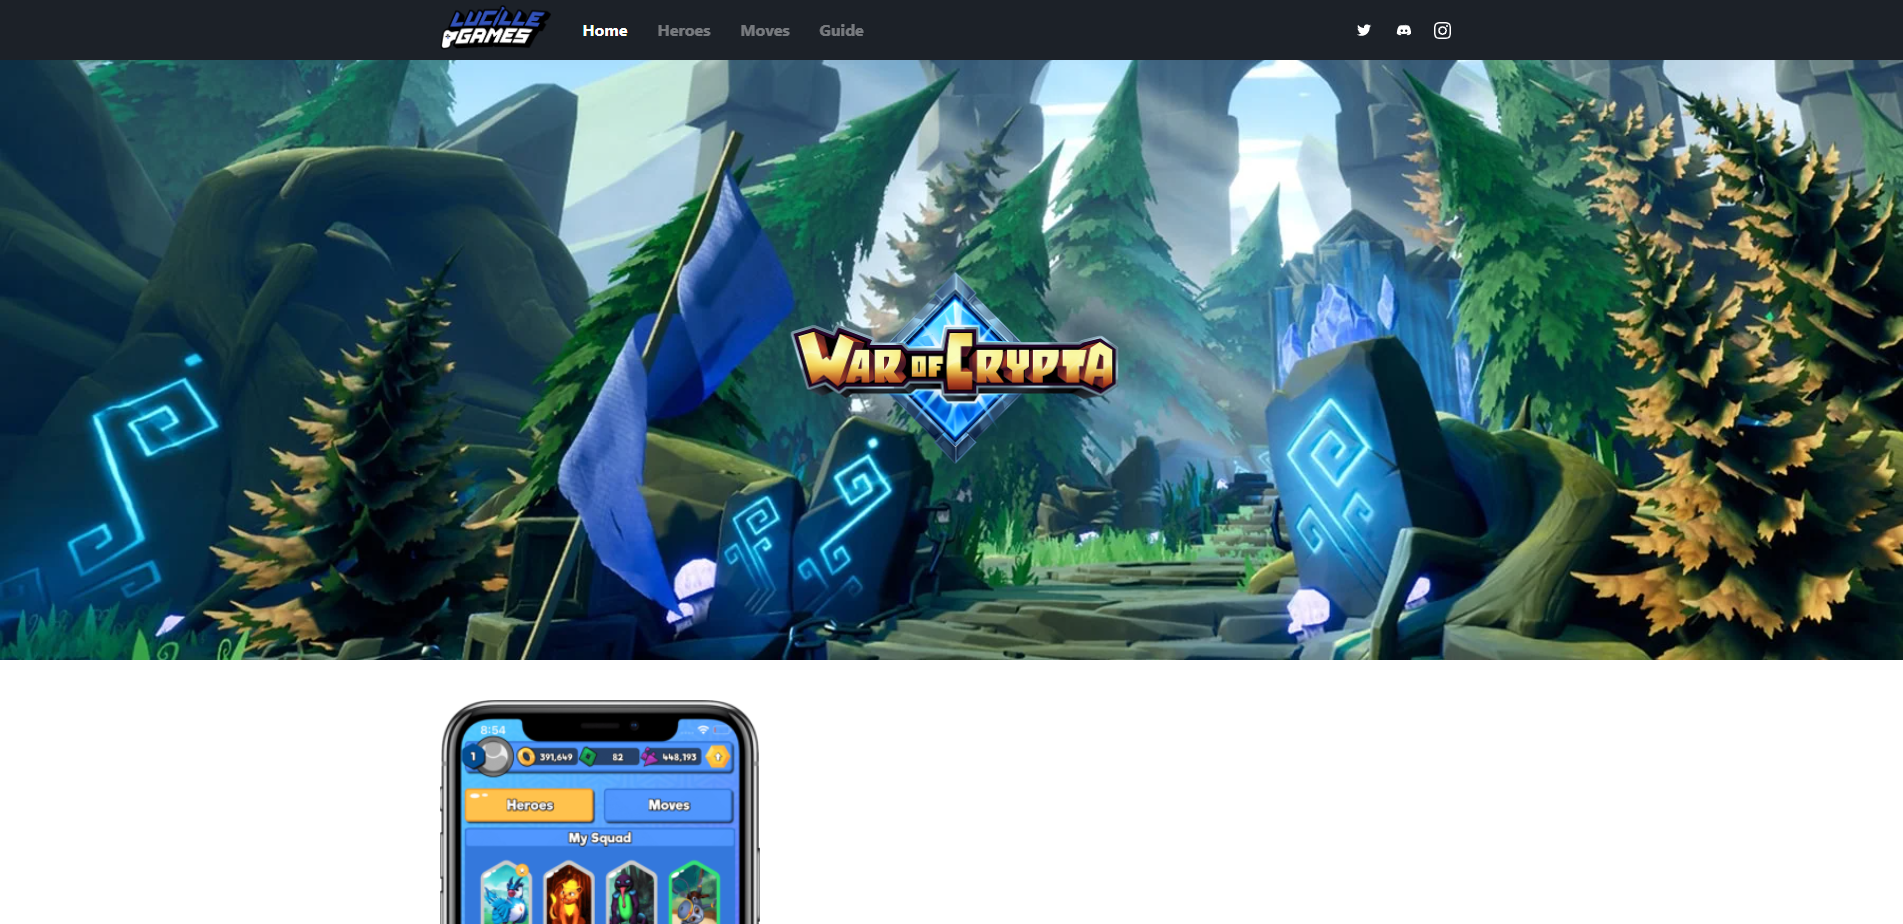 LUCILLE
GAMES
Home Heroes Moves Guide
WAR OF CRYPTA
8:54
1 391,649 82 448,193
Heroes Moves
My Squad